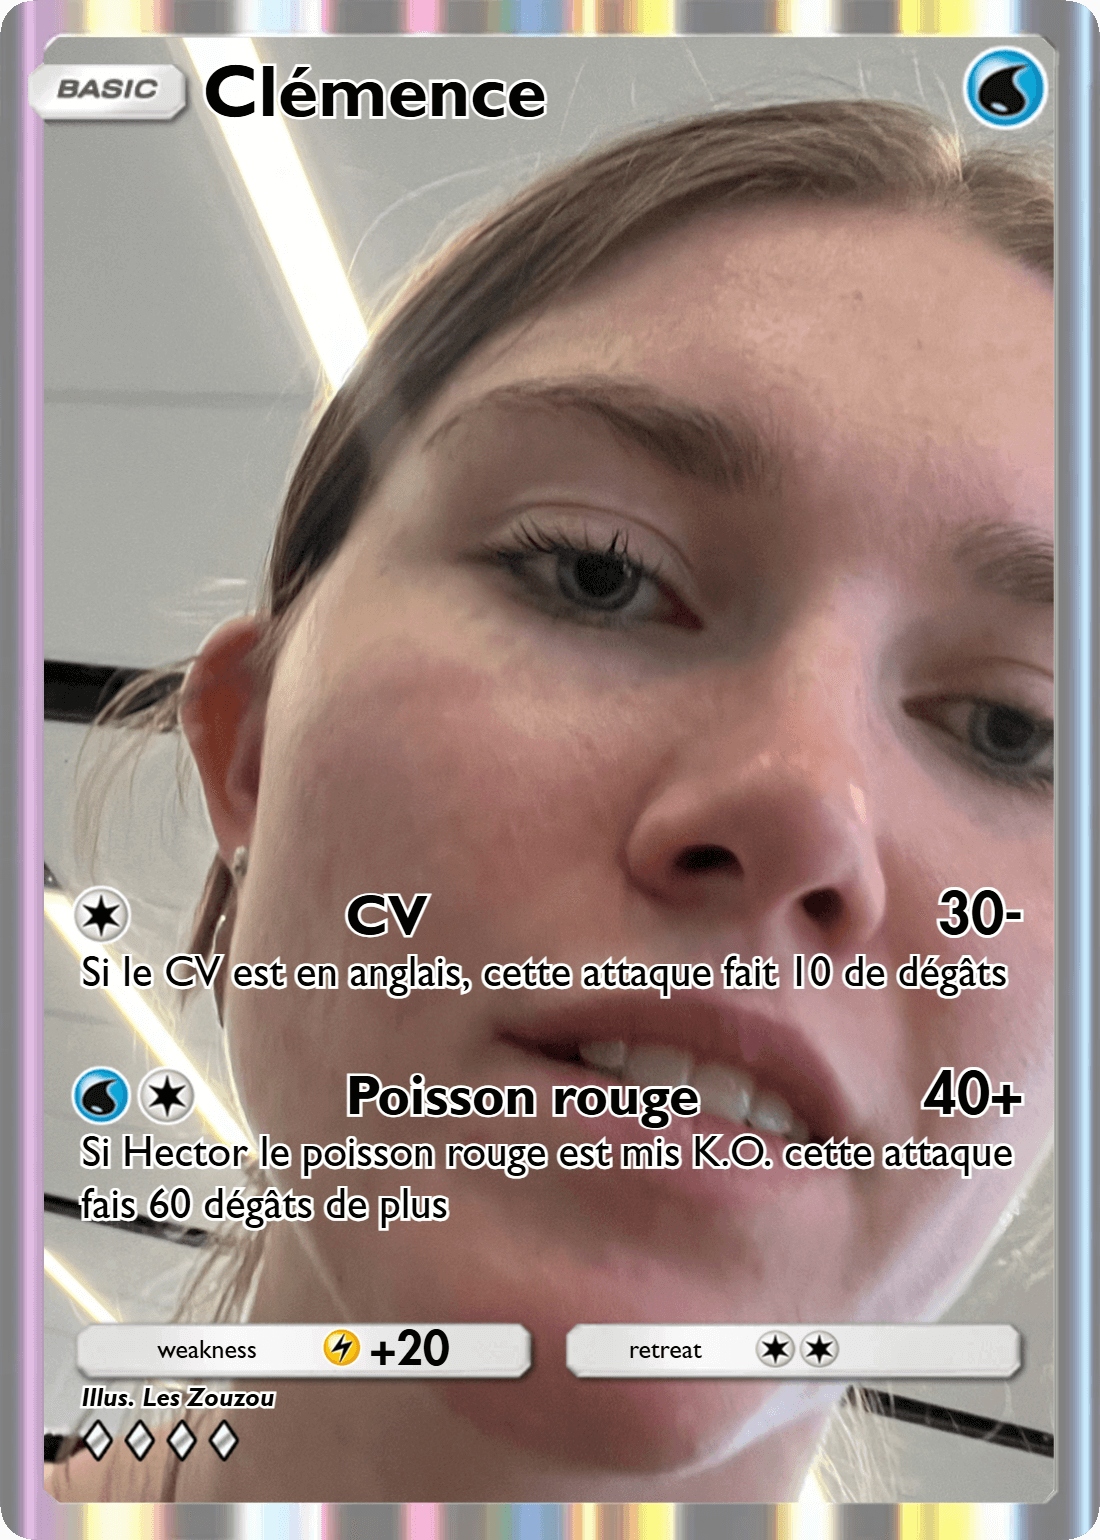 BASIC Clémence
CV 30-
Si le CV est en anglais, cette attaque fait 10 de dégâts
Poisson rouge 40+
Si Hector le poisson rouge est mis K.O. cette attaque
fais 60 dégâts de plus
weakness +20 retreat
Illus. Les Zouzou